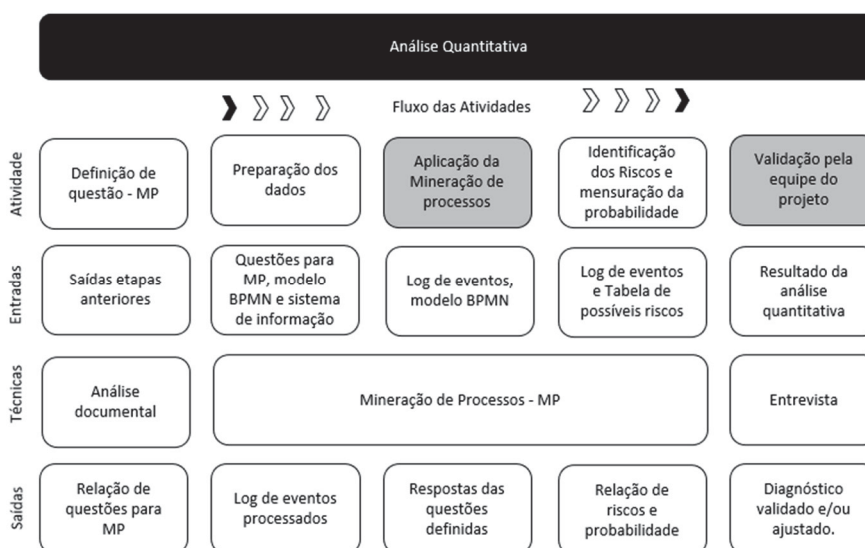 Análise Quantitativa
Fluxo das Atividades
Atividade
Definição de
questão - MP
Preparação dos
dados
Aplicação da
Mineração de
processos
Identificação
dos Riscos e
mensuração da
probabilidade
Validação pela
equipe do
projeto
Entradas
Saídas etapas
anteriores
Questões para
MP, modelo
BPMN e sistema
de informação
Log de eventos,
modelo BPMN
Log de eventos
e Tabela de
possíveis riscos
Resultado da
análise
quantitativa
Técnicas
Análise
documental
Mineração de Processos - MP
Entrevista
Saídas
Relação de
questões para
MP
Log de eventos
processados
Respostas das
questões
definidas
Relação de
riscos e
probabilidade
Diagnóstico
validado e/ou
ajustado.